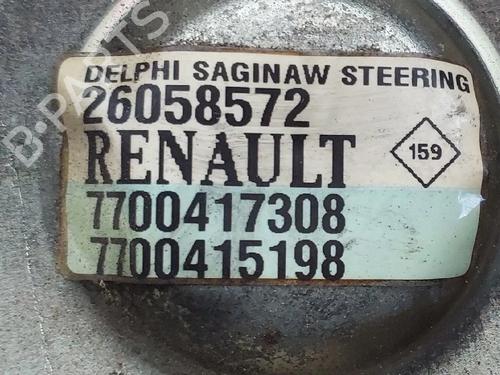 B-PARTS
DELPHI SAGINAW STEERING
26058572
RENAULT
159
7700417308
7700415198